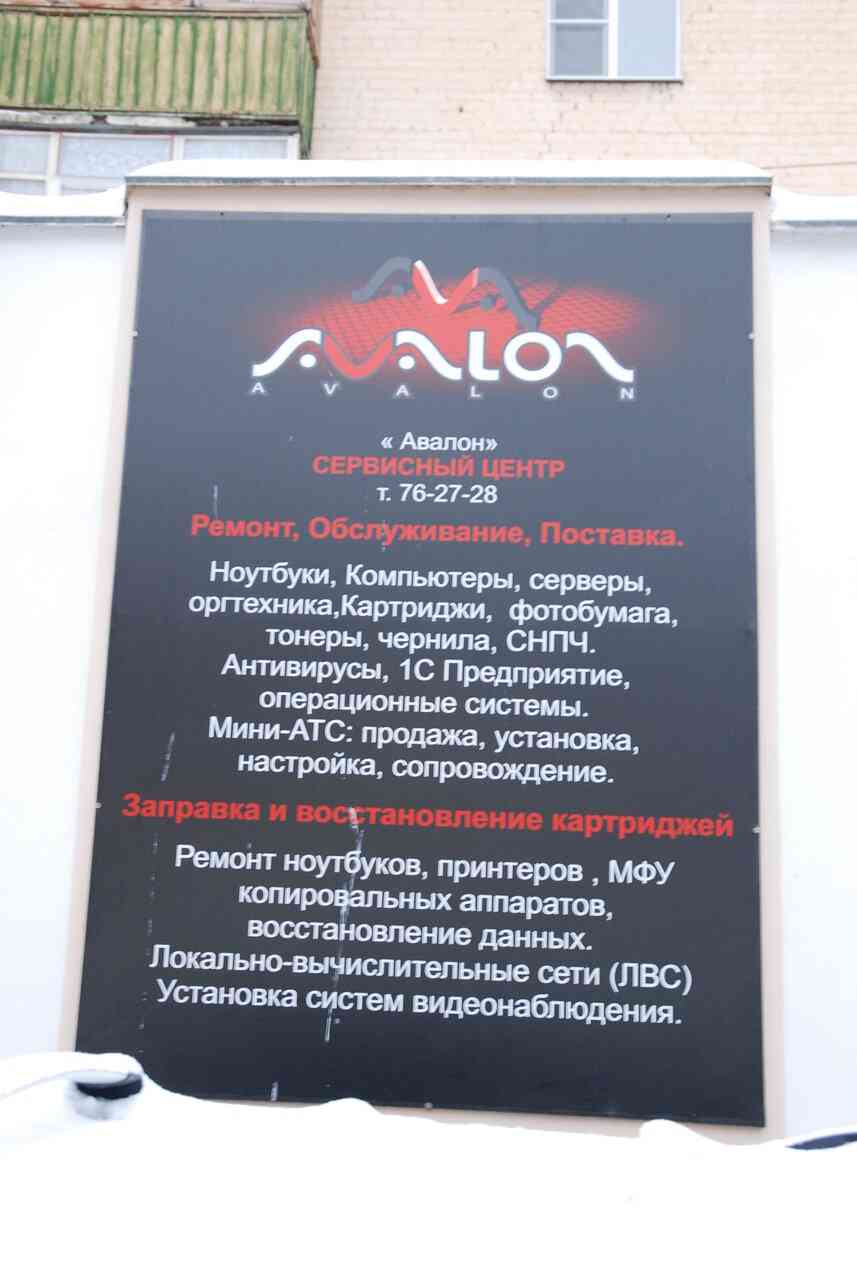 AVALON
AVALON
« Авалон»
СЕРВИСНЫЙ ЦЕНТР
т. 76-27-28
Ремонт, Обслуживание, Поставка.
Ноутбуки, Компьютеры, серверы,
оргтехника,Картриджи, фотобумага,
тонеры, чернила, СНПЧ.
Антивирусы, 1С Предприятие,
операционные системы.
Мини-АТС: продажа, установка,
настройка, сопровождение.
Заправка и восстановление картриджей
Ремонт ноутбуков, принтеров , МФУ
копировальных аппаратов,
восстановление данных.
Локально-вычислительные сети (ЛВС)
Установка систем видеонаблюдения.